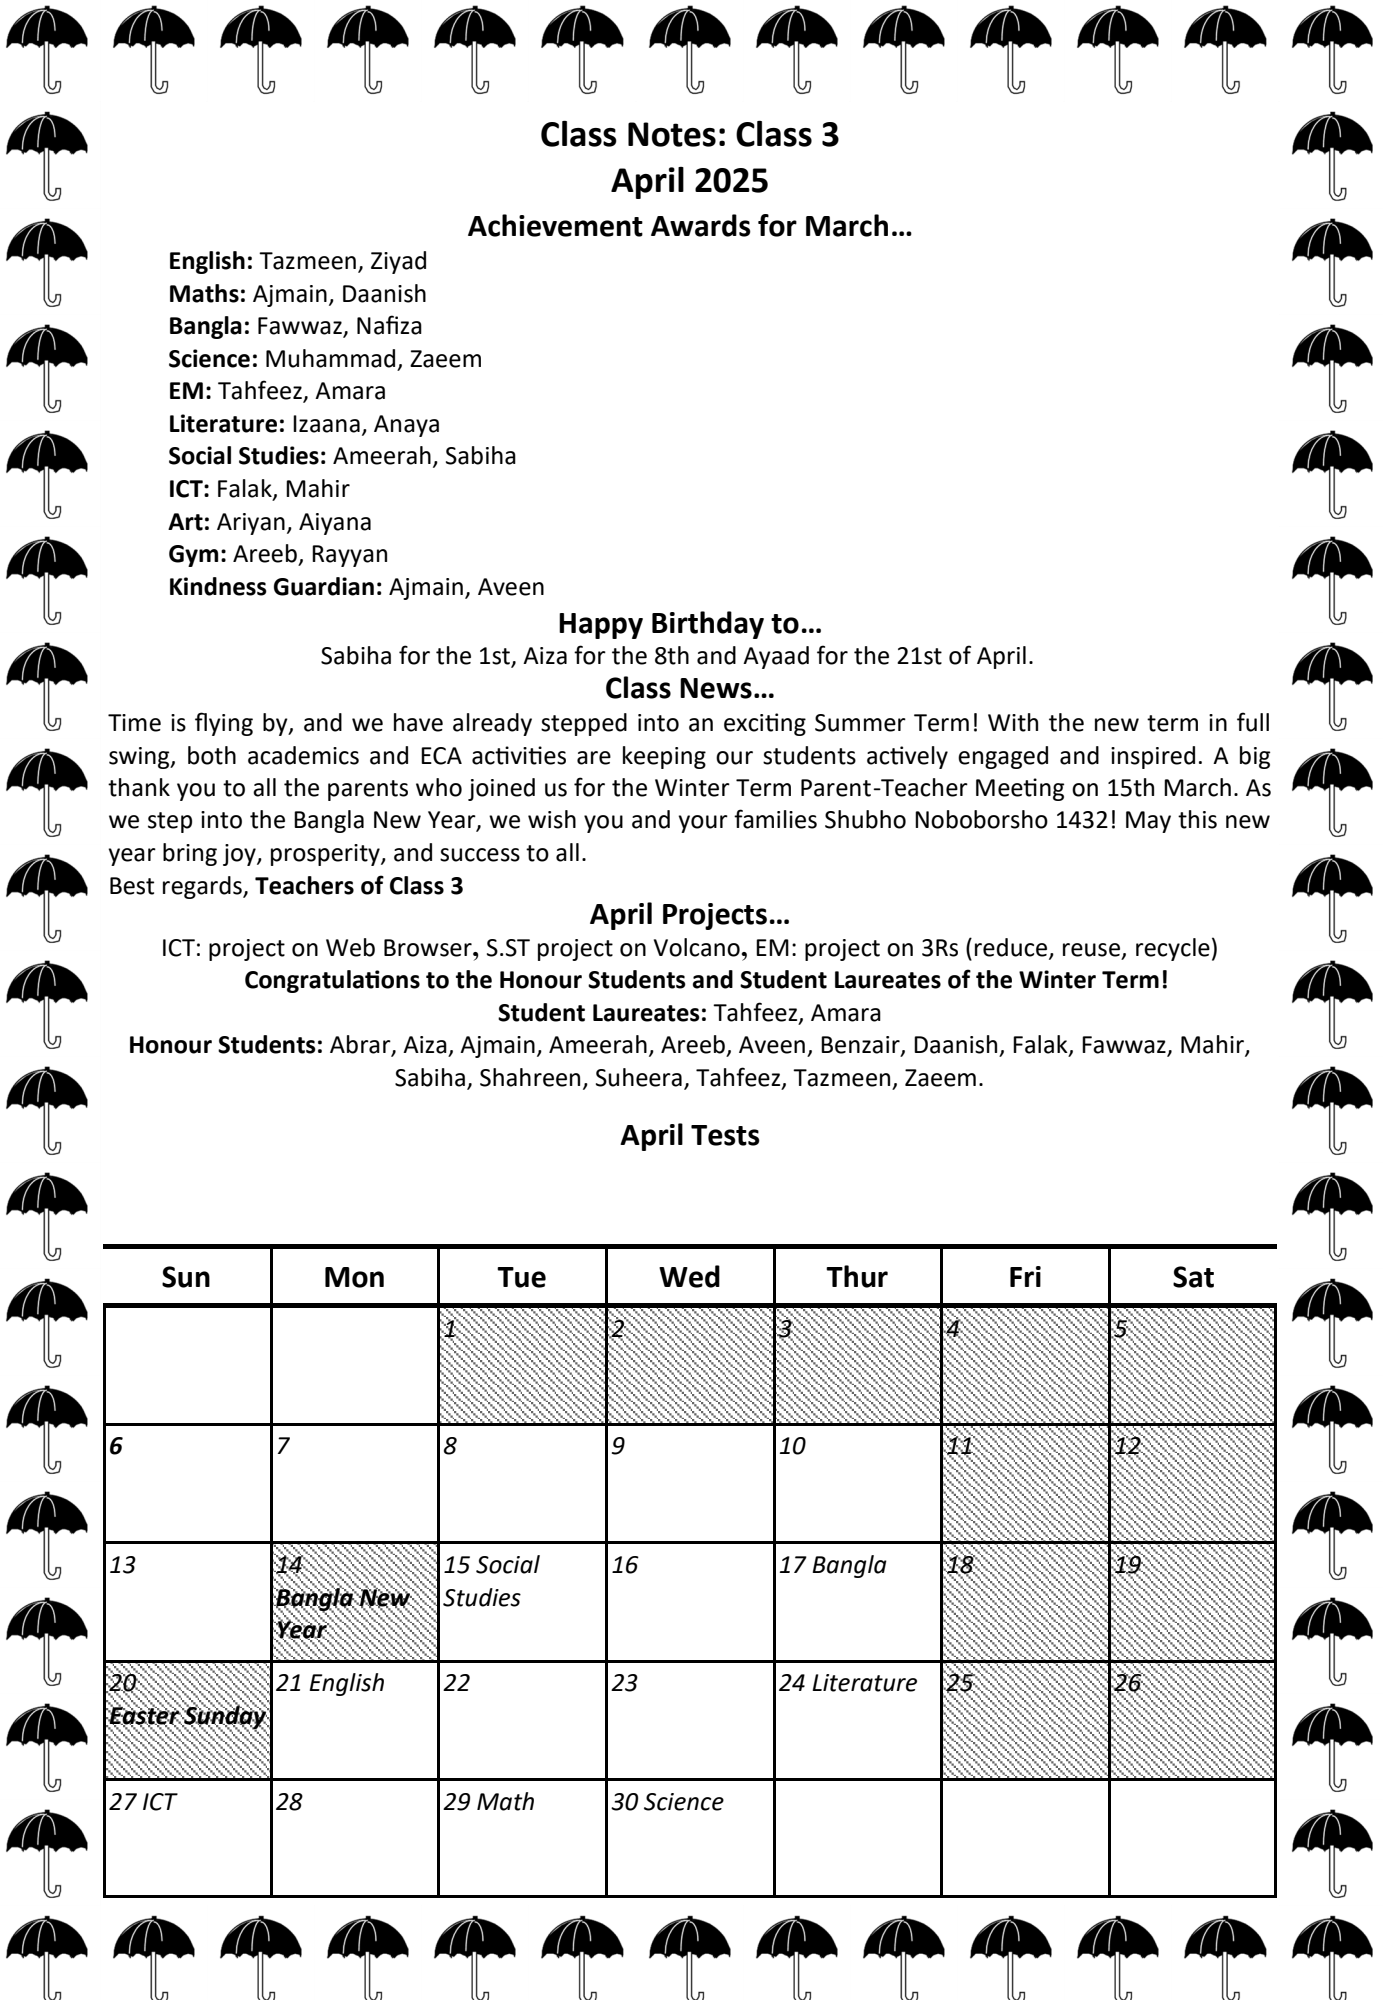 Class Notes: Class 3
April 2025
Achievement Awards for March…
English: Tazmeen, Ziyad
Maths: Ajmain, Daanish
Bangla: Fawwaz, Nafiza
Science: Muhammad, Zaeem
EM: Tahfeez, Amara
Literature: Izaana, Anaya
Social Studies: Ameerah, Sabiha
ICT: Falak, Mahir
Art: Ariyan, Aiyana
Gym: Areeb, Rayyan
Kindness Guardian: Ajmain, Aveen
Happy Birthday to…
Sabiha for the 1st, Aiza for the 8th and Ayaad for the 21st of April.
Class News…
Time is flying by, and we have already stepped into an exciting Summer Term! With the new term in full
swing, both academics and ECA activities are keeping our students actively engaged and inspired. A big
thank you to all the parents who joined us for the Winter Term Parent-Teacher Meeting on 15th March. As
we step into the Bangla New Year, we wish you and your families Shubho Noboborsho 1432! May this new
year bring joy, prosperity, and success to all.
Best regards, Teachers of Class 3
April Projects…
ICT: project on Web Browser, S.ST project on Volcano, EM: project on 3Rs (reduce, reuse, recycle)
Congratulations to the Honour Students and Student Laureates of the Winter Term!
Student Laureates: Tahfeez, Amara
Honour Students: Abrar, Aiza, Ajmain, Ameerah, Areeb, Aveen, Benzair, Daanish, Falak, Fawwaz, Mahir,
Sabiha, Shahreen, Suheera, Tahfeez, Tazmeen, Zaeem.
April Tests
Sun Mon Tue Wed Thur Fri Sat
1 2 3 4 5
6 7 8 9 10 11 12
13 14 15 Social 16 17 Bangla 18 19
Bangla New Studies
Year
20 21 English 22 23 24 Literature 25 26
Easter Sunday
27 ICT 28 29 Math 30 Science